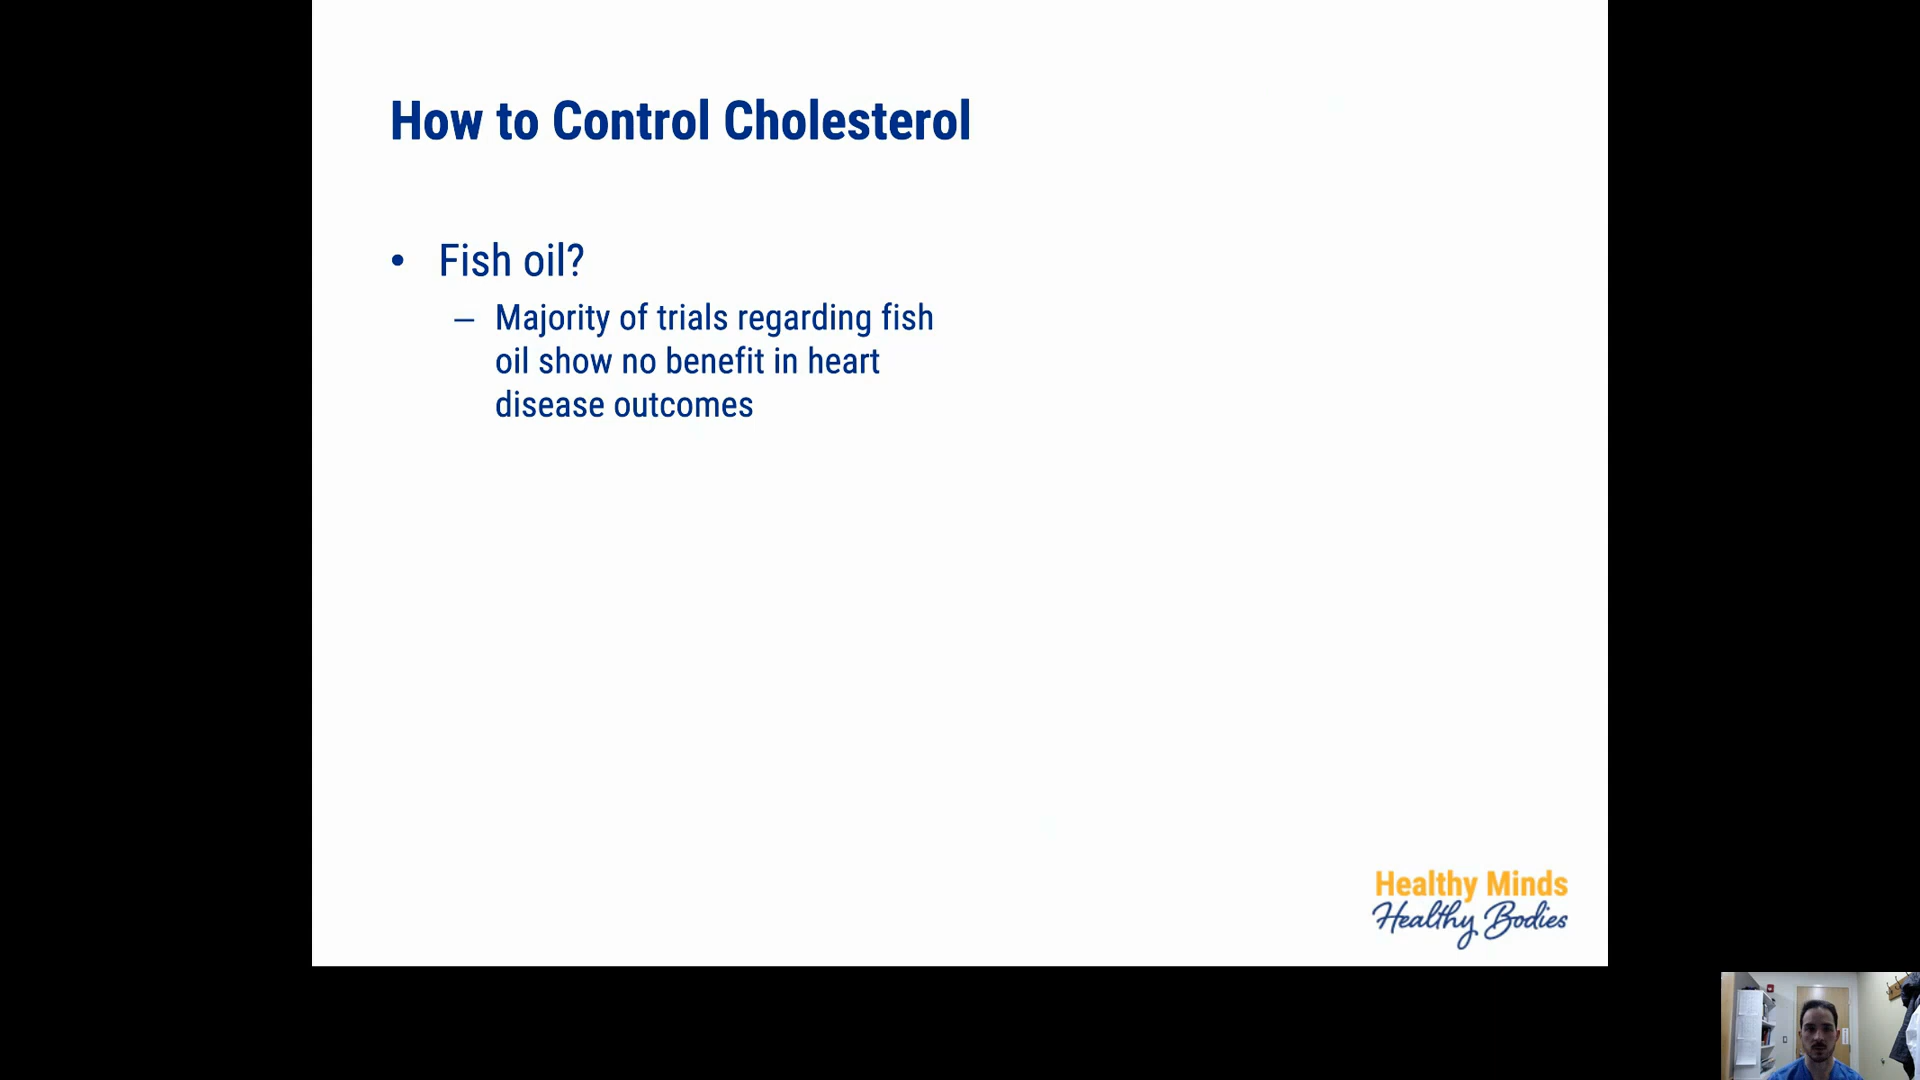 How to Control Cholesterol
• Fish oil?
– Majority of trials regarding fish
oil show no benefit in heart
disease outcomes
Healthy Minds
Healthy Bodies